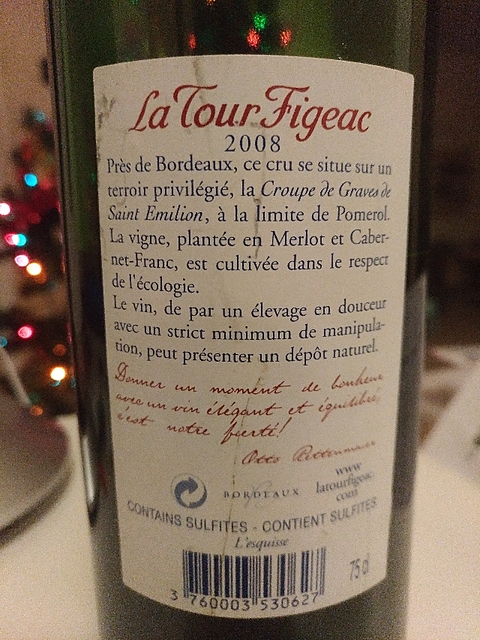 La Tour Figeac
2008
Près de Bordeaux, ce cru se situe sur un
terroir privilégié, la Croupe de Graves de
Saint Emilion, à la limite de Pomerol.
La vigne, plantée en Merlot et Caber-
net-Franc, est cultivée dans le respect
de l'écologie.
Le vin, de par un élevage en douceur
avec un strict minimum de manipula-
tion, peut présenter un dépôt naturel.
Donner un moment de bonheur
avec un vin élégant et équilibré,
c'est notre fierté!
Otto Rettenmaier
BORDEAUX
www
latourfigeac.
com
CONTAINS SULFITES - CONTIENT SULFITES
L'esquisse
75 cl
3 760003 530627